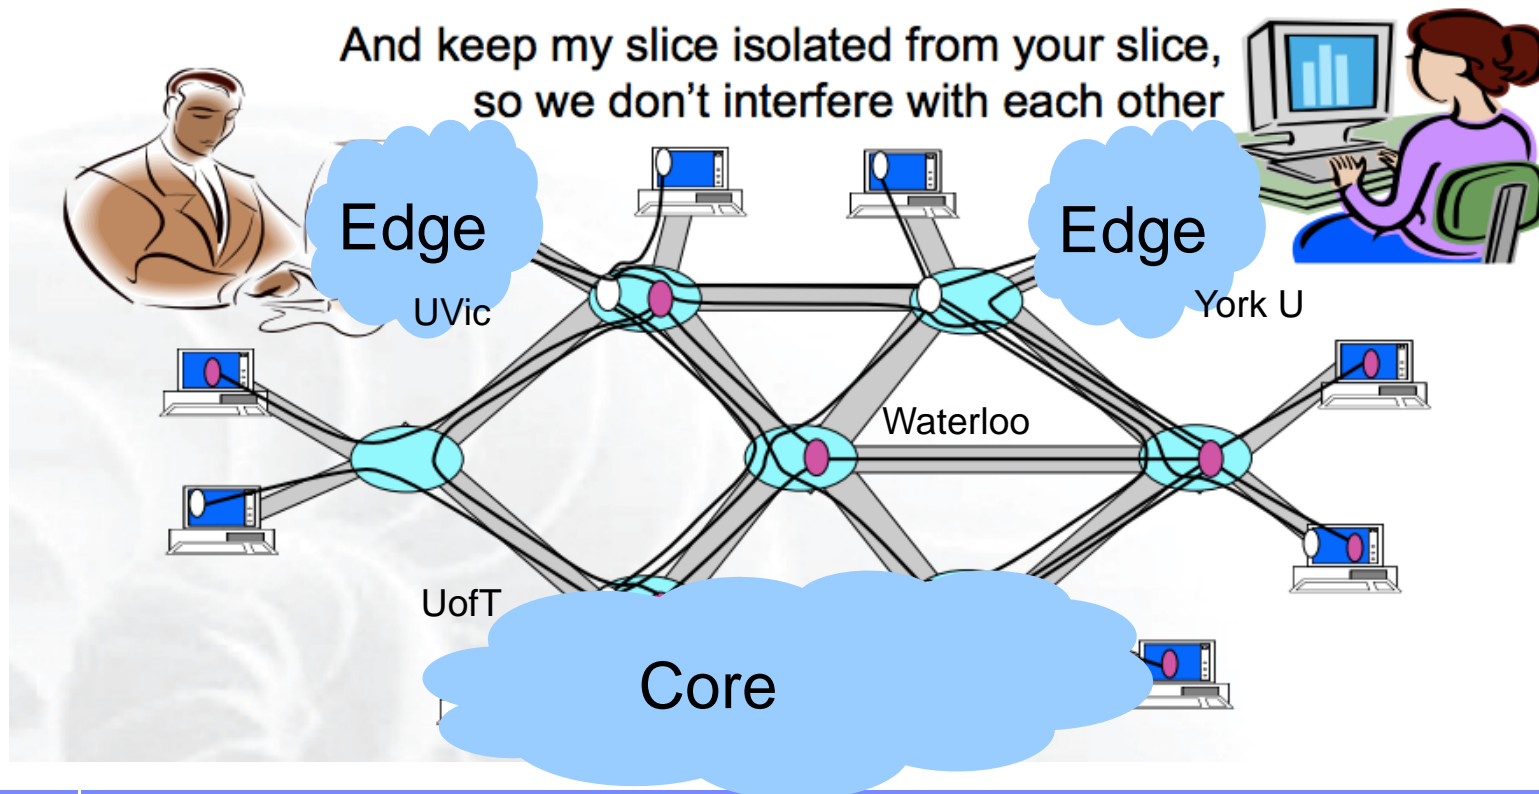 And keep my slice isolated from your slice,
so we don't interfere with each other
Edge
Edge
UVic
York U
Waterloo
UofT
Core